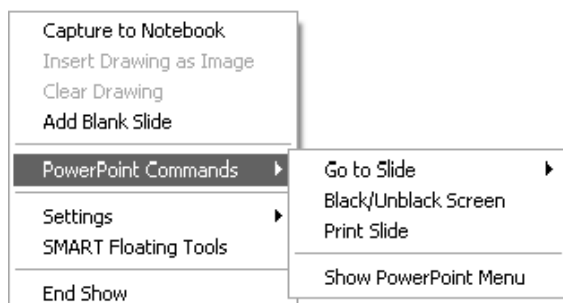 Capture to Notebook
Insert Drawing as Image
Clear Drawing
Add Blank Slide
PowerPoint Commands
Settings
SMART Floating Tools
End Show
Go to Slide
Black/Unblack Screen
Print Slide
Show PowerPoint Menu